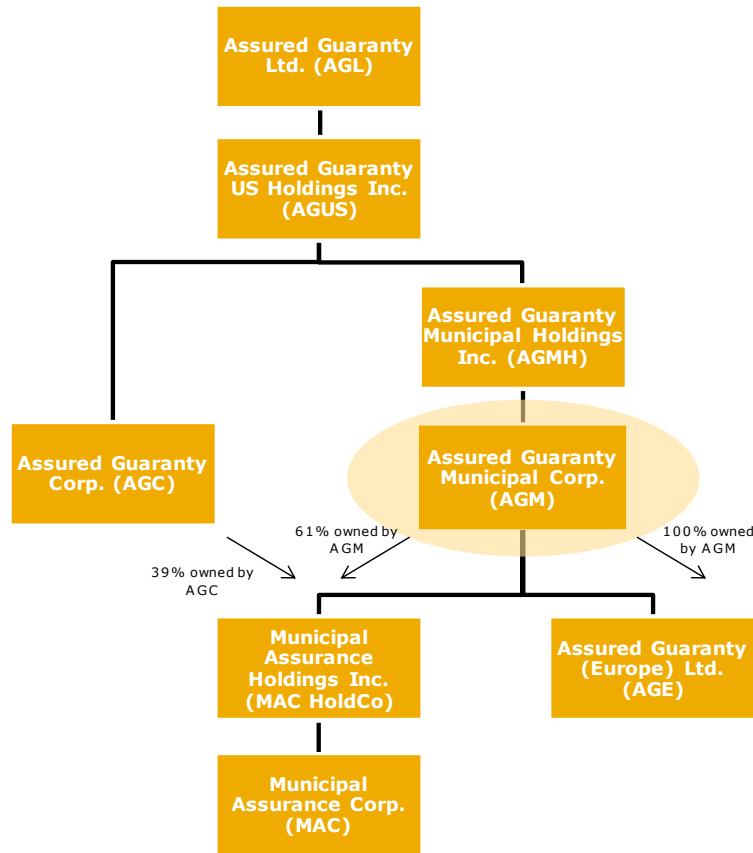 Assured Guaranty
Ltd. (AGL)
Assured Guaranty
US Holdings Inc.
(AGUS)
Assured Guaranty
Municipal Holdings
Inc. (AGMH)
Assured Guaranty
Corp. (AGC)
Assured Guaranty
Municipal Corp.
(AGM)
39% owned by
AGC
61% owned by
AGM
100% owned
by AGM
Municipal
Assurance
Holdings Inc.
(MAC HoldCo)
Assured Guaranty
(Europe) Ltd.
(AGE)
Municipal
Assurance Corp.
(MAC)